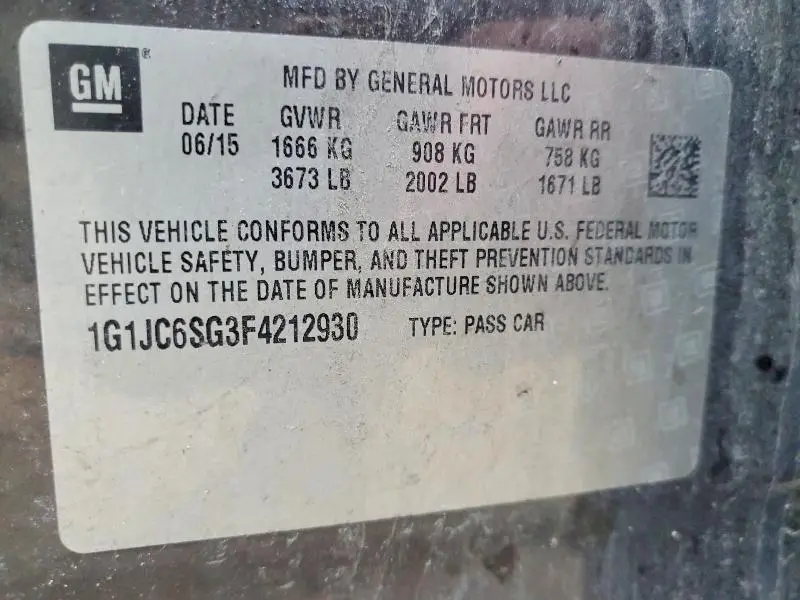 GM ®
MFD BY GENERAL MOTORS LLC
DATE GVWR GAWR FRT GAWR RR
06/15 1666 KG 908 KG 758 KG
3673 LB 2002 LB 1671 LB
THIS VEHICLE CONFORMS TO ALL APPLICABLE U.S. FEDERAL MOTOR
VEHICLE SAFETY, BUMPER, AND THEFT PREVENTION STANDARDS IN
EFFECT ON THE DATE OF MANUFACTURE SHOWN ABOVE.
1G1JC6SG3F4212930 TYPE: PASS CAR